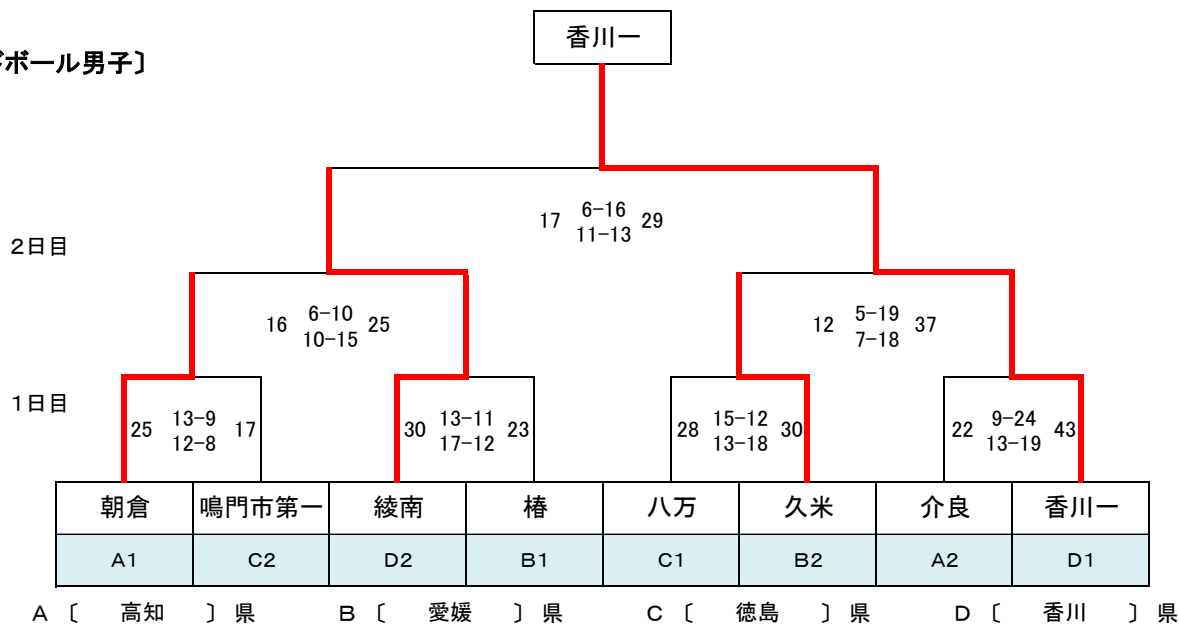 香川一
ドボール男子〕
17 6-16 29
11-13
2日目
16 6-10 25
10-15
12 5-19 37
7-18
1日目
25 13-9 17
12-8
30 13-11 23
17-12
28 15-12 30
13-18
22 9-24 43
13-19
朝倉 鳴門市第一 綾南 椿 八万 久米 介良 香川一
A1 C2 D2 B1 C1 B2 A2 D1
A 〔 高知 〕 県 B 〔 愛媛 〕 県 C 〔 徳島 〕 県 D 〔 香川 〕 県